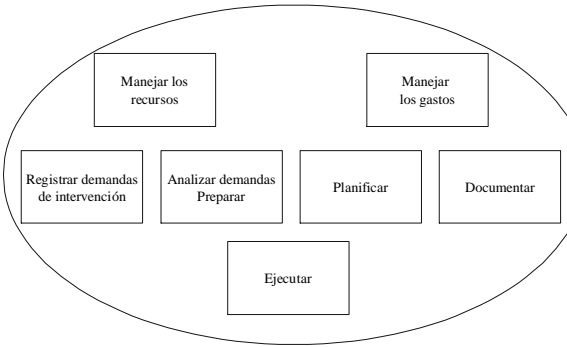 Manejar los
recursos
Manejar
los gastos
Registrar demandas
de intervención
Analizar demandas
Preparar
Planificar
Documentar
Ejecutar